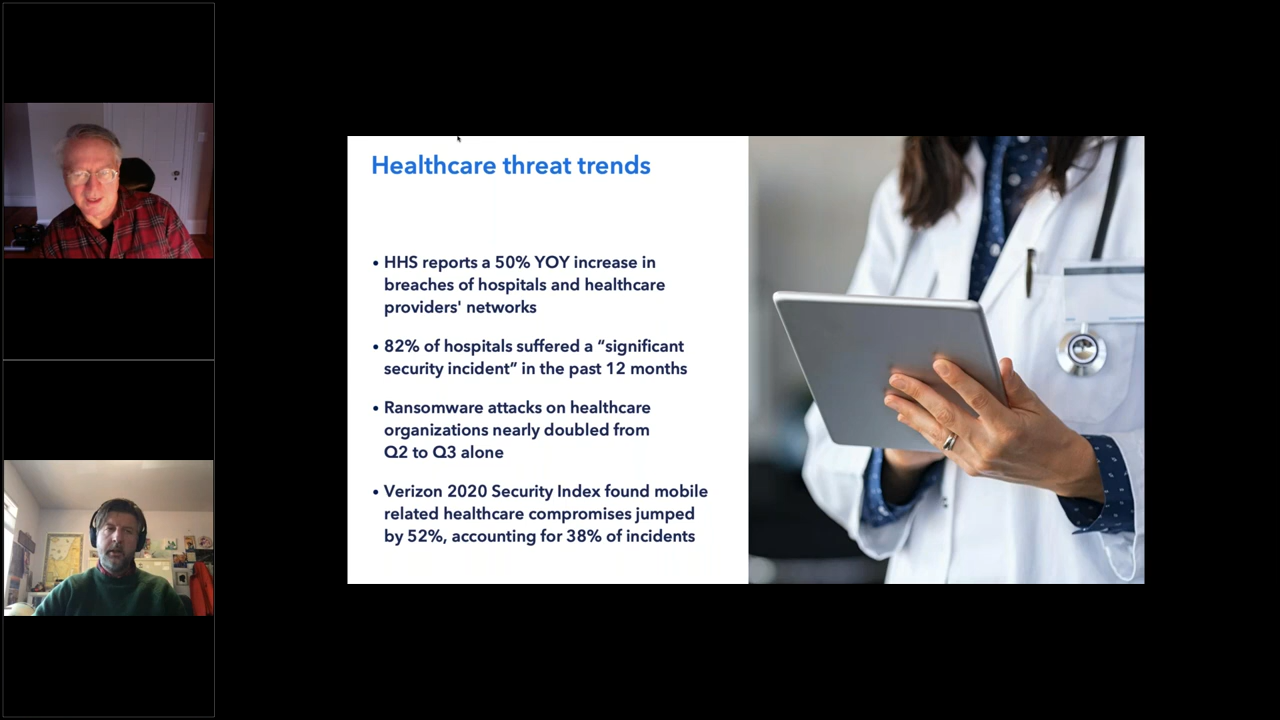 Healthcare threat trends
• HHS reports a 50% YOY increase in
breaches of hospitals and healthcare
providers' networks
• 82% of hospitals suffered a “significant
security incident” in the past 12 months
• Ransomware attacks on healthcare
organizations nearly doubled from
Q2 to Q3 alone
• Verizon 2020 Security Index found mobile
related healthcare compromises jumped
by 52%, accounting for 38% of incidents